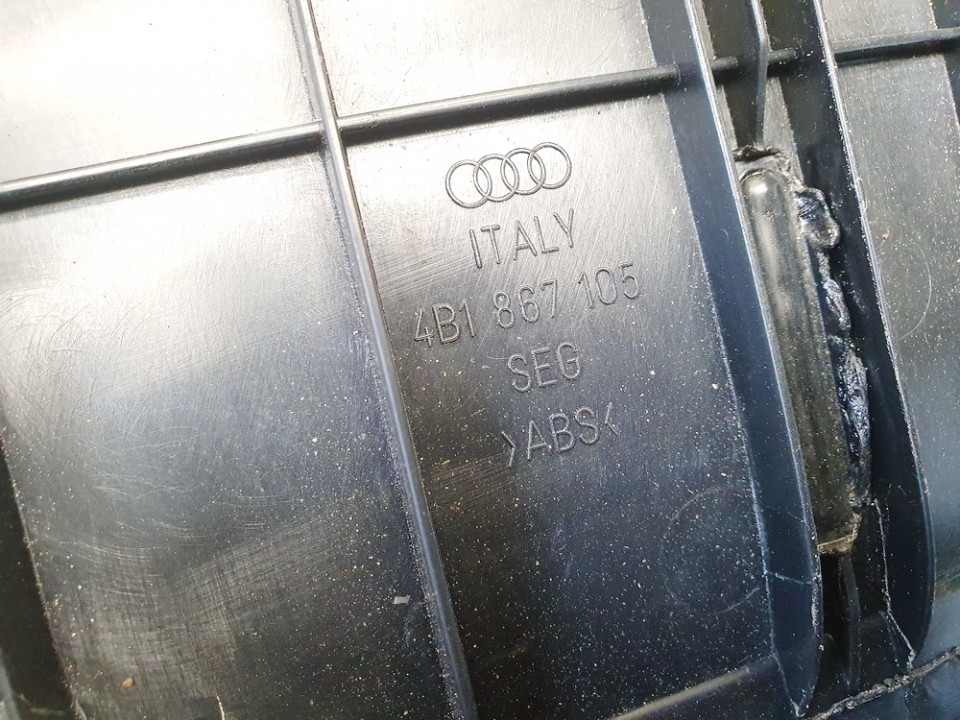 ITALY
4B1 867 105
SEG
>ABS<